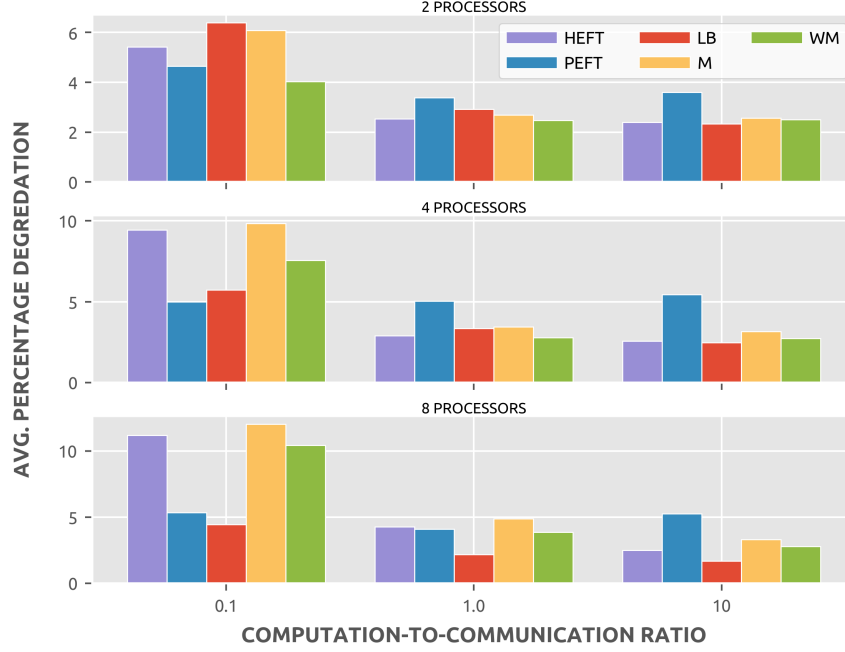 2 PROCESSORS
HEFT LB WM
PEFT M
6
4
2
0
4 PROCESSORS
10
5
0
8 PROCESSORS
10
5
0
0.1 1.0 10
AVG. PERCENTAGE DEGREDATION
COMPUTATION-TO-COMMUNICATION RATIO